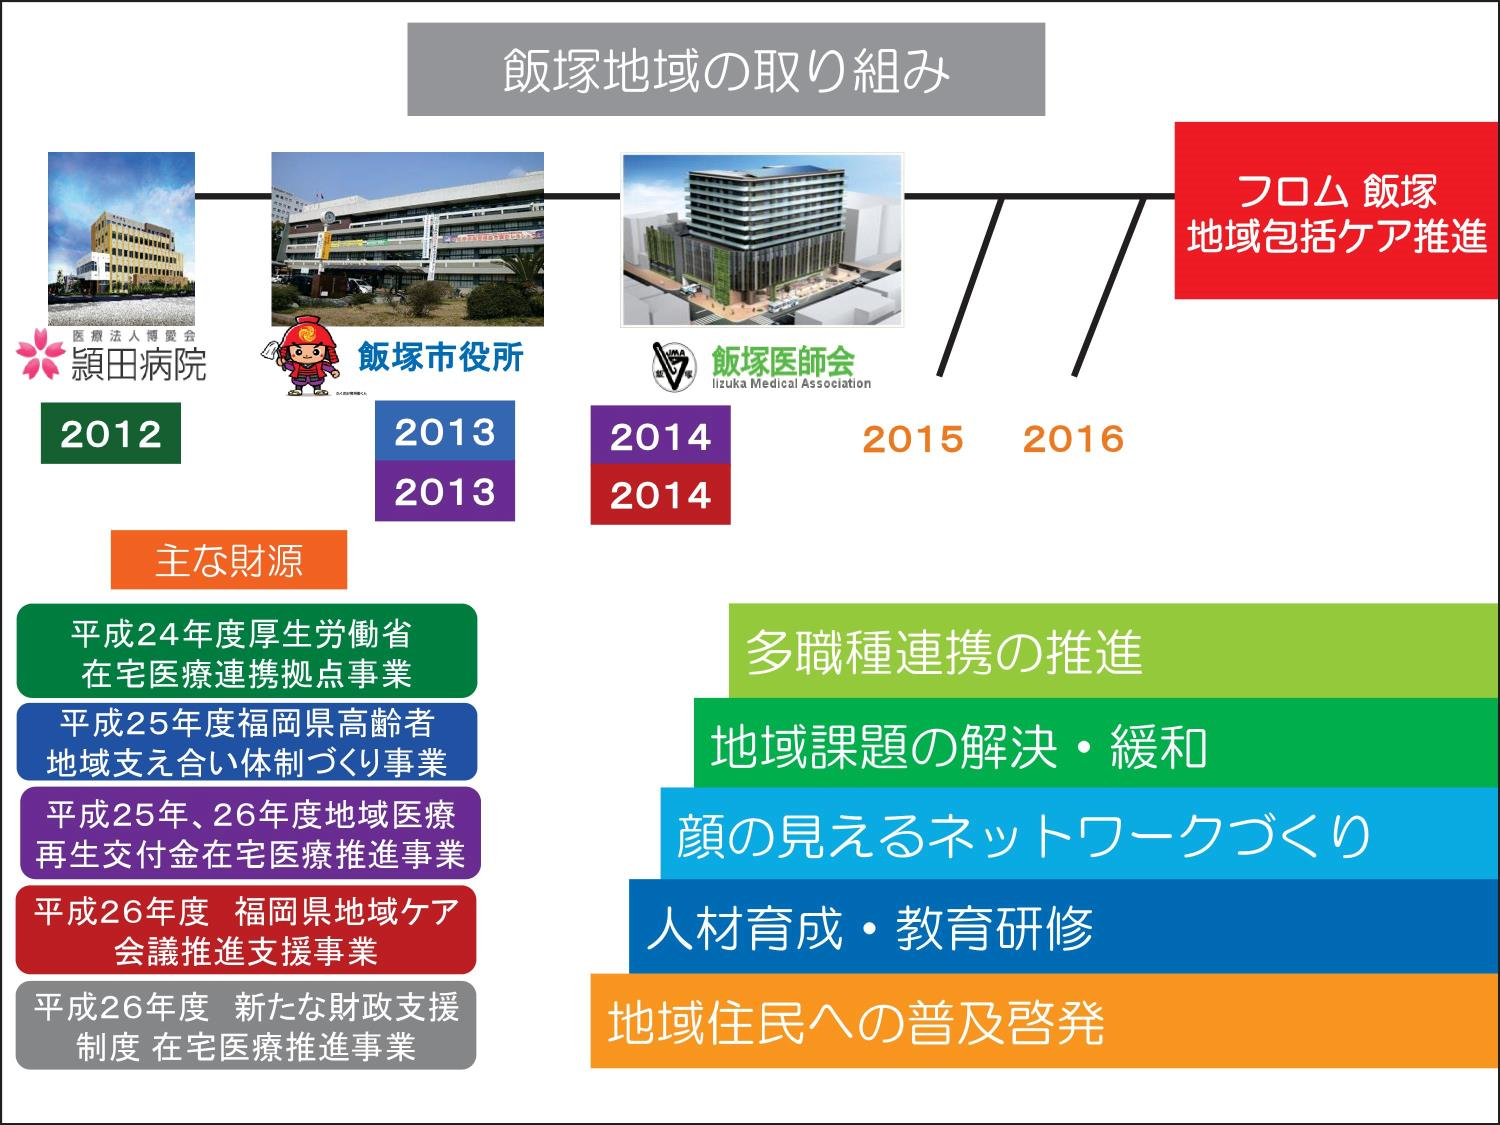 飯塚地域の取り組み
フロム 飯塚
地域包括ケア推進
医療法人博愛会
頴田病院
飯塚市役所
飯塚医師会
Iizuka Medical Association
2012
2013
2013
2014
2014
2015
2016
主な財源
平成24年度厚生労働省
在宅医療連携拠点事業
平成25年度福岡県高齢者
地域支え合い体制づくり事業
平成25年、26年度地域医療
再生交付金在宅医療推進事業
平成26年度 福岡県地域ケア
会議推進支援事業
平成26年度 新たな財政支援
制度 在宅医療推進事業
多職種連携の推進
地域課題の解決・緩和
顔の見えるネットワークづくり
人材育成・教育研修
地域住民への普及啓発